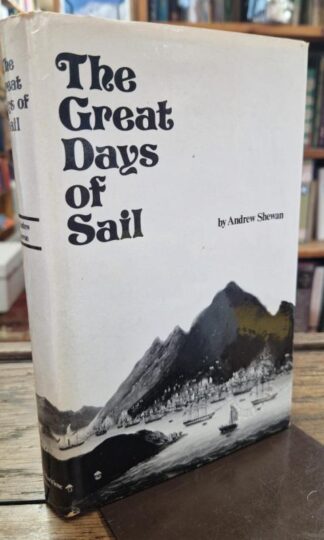 The
Great
Days
of
Sail
by Andrew Shewan
The
Great
Days of
Sail